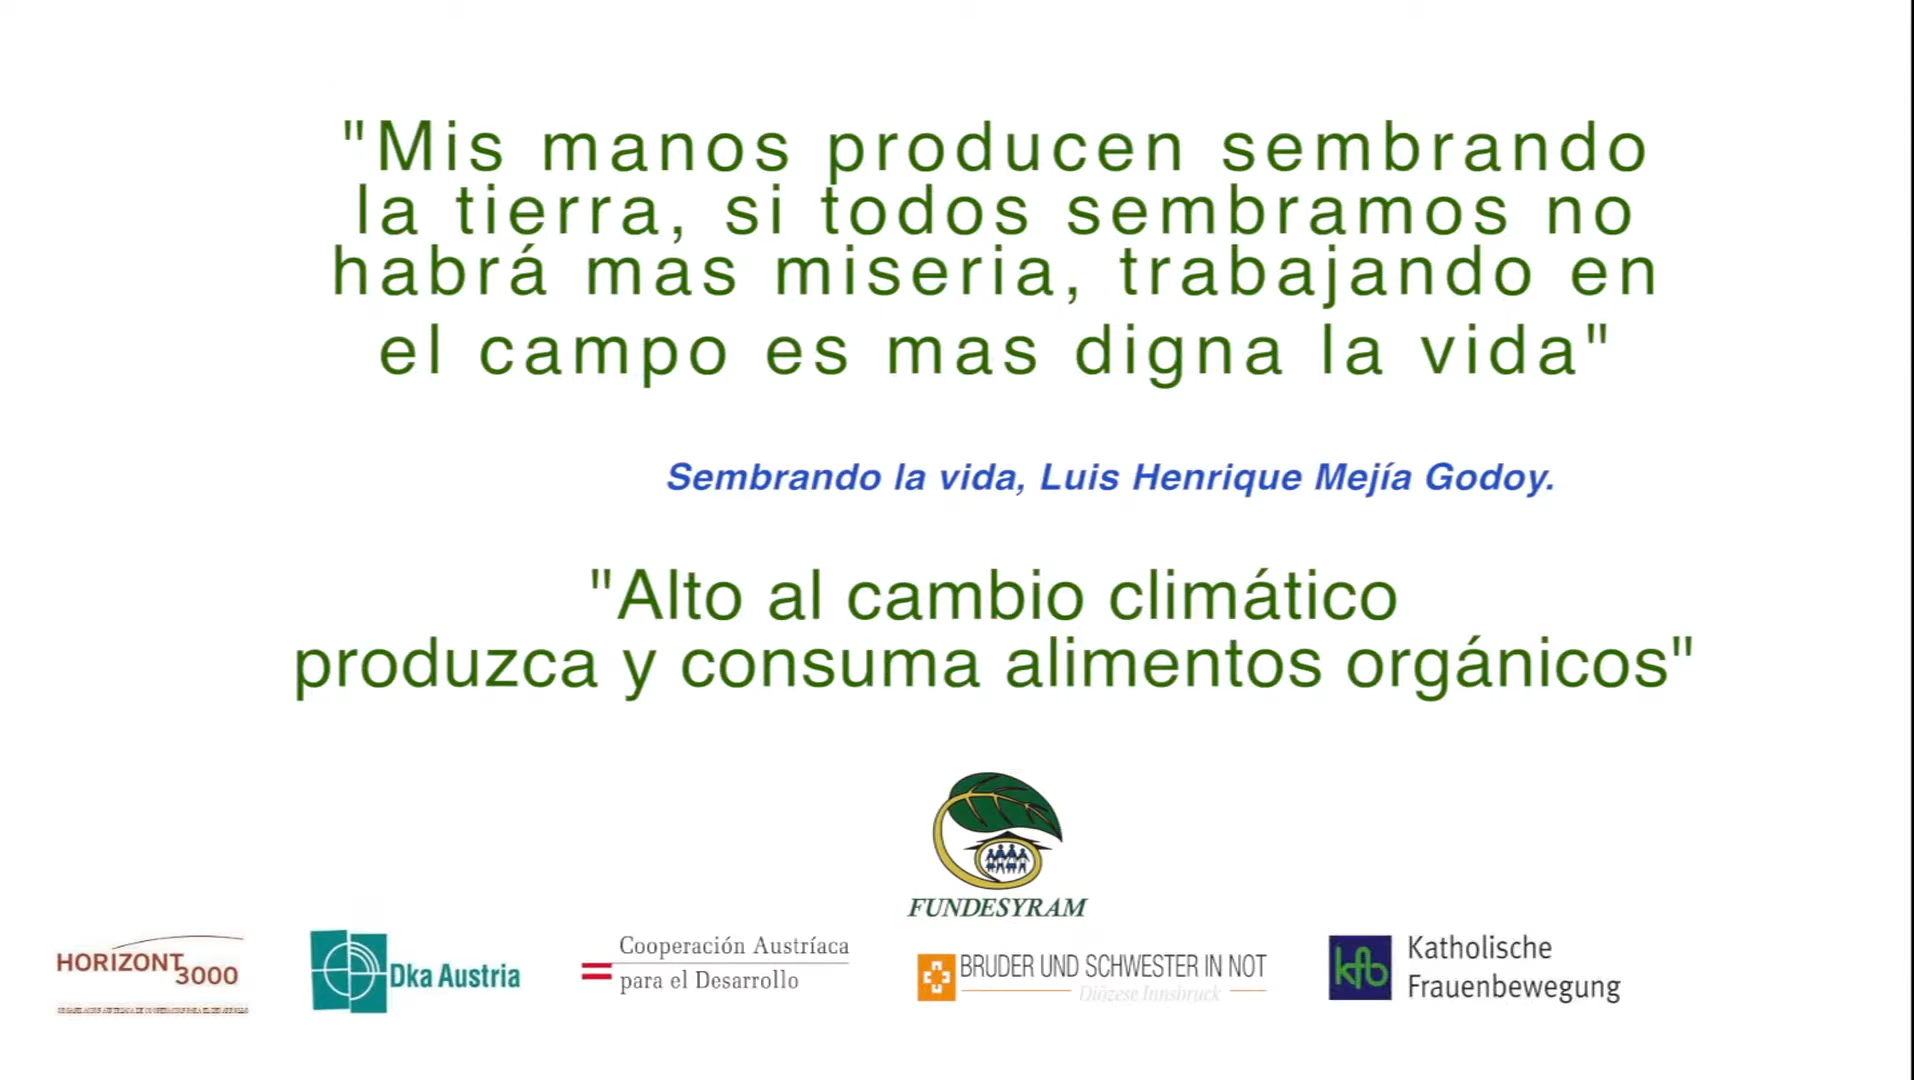 "Mis manos producen sembrando
la tierra, si todos sembramos no
habrá mas miseria, trabajando en
el campo es mas digna la vida"
Sembrando la vida, Luis Henrique Mejía Godoy.
"Alto al cambio climático
produzca y consuma alimentos orgánicos"
FUNDESYRAM
HORIZONT
3000
Dka Austria
Cooperación Austríaca
para el Desarrollo
BRUDER UND SCHWESTER IN NOT
Diözese Innsbruck
kfb
Katholische
Frauenbewegung